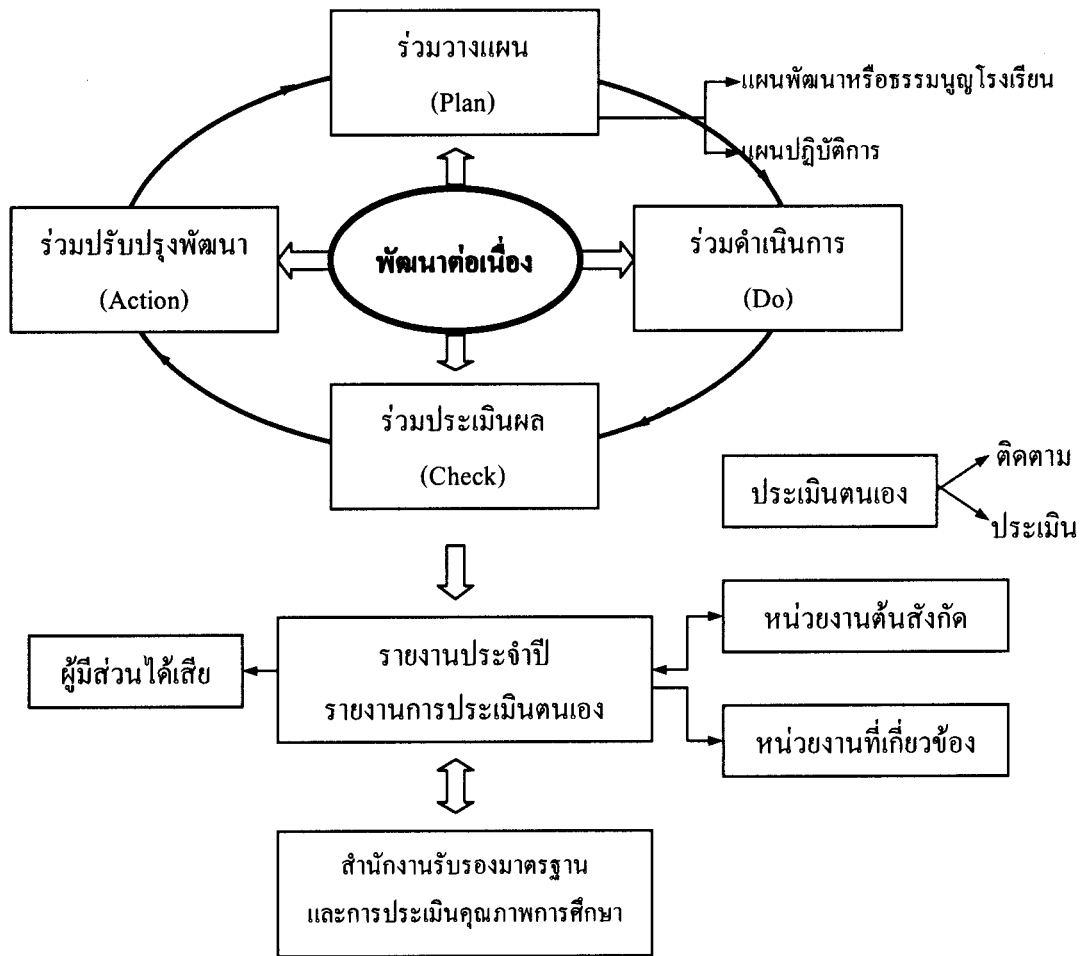 ร่วมวางแผน
(Plan)
แผนพัฒนาหรือธรรมนูญโรงเรียน
แผนปฏิบัติการ
ร่วมปรับปรุงพัฒนา
(Action)
พัฒนาต่อเนื่อง
ร่วมดำเนินการ
(Do)
ร่วมประเมินผล
(Check)
ประเมินตนเอง
ติดตาม
ประเมิน
ผู้มีส่วนได้เสีย
รายงานประจำปี
รายงานการประเมินตนเอง
หน่วยงานต้นสังกัด
หน่วยงานที่เกี่ยวข้อง
สำนักงานรับรองมาตรฐาน
และการประเมินคุณภาพการศึกษา